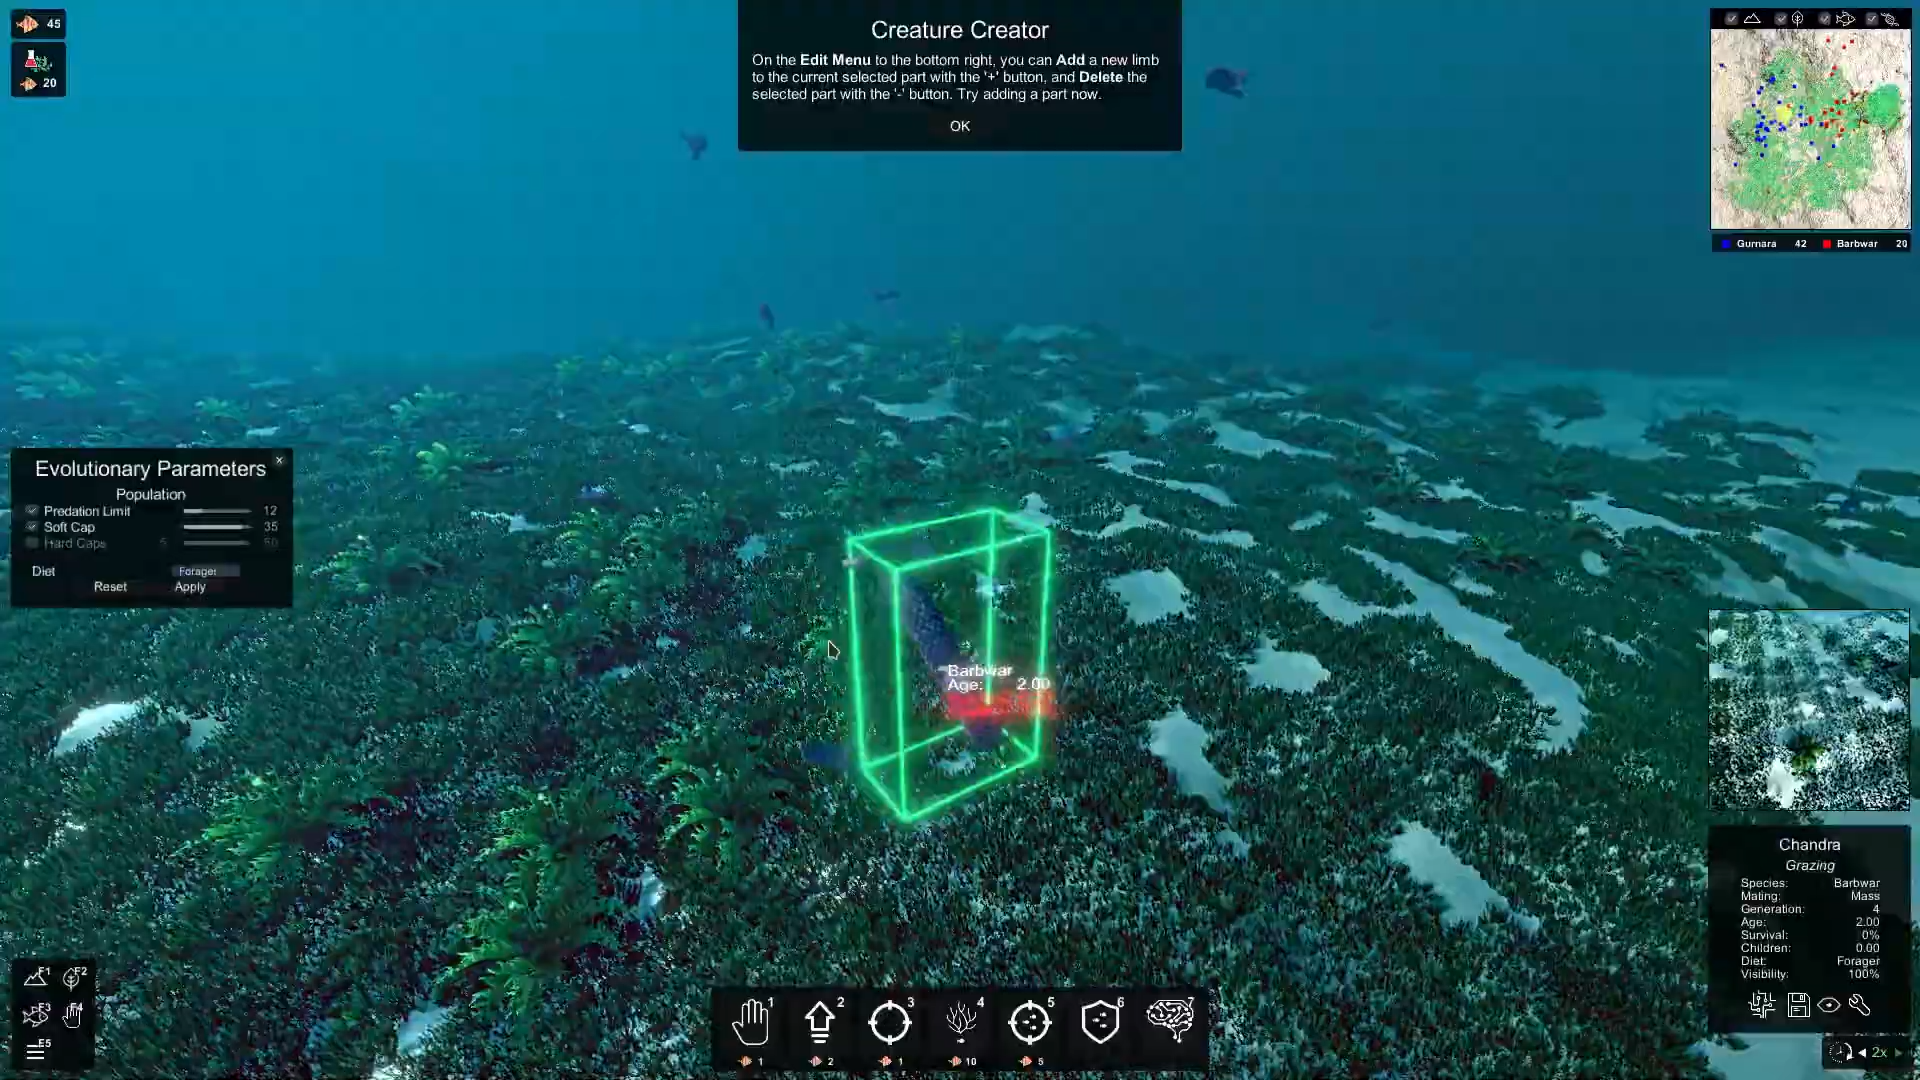 45
20
Creature Creator
On the Edit Menu to the bottom right, you can Add a new limb
to the current selected part with the '+' button, and Delete the
selected part with the '-' button. Try adding a part now.
OK
Gurnara 42 Barbwar 20
Evolutionary Parameters
Population
Predation Limit 12
Soft Cap 35
Hard Caps 5 50
Diet Forager
Reset Apply
Barbwar
Age: 2.00
Chandra
Grazing
Species: Barbwar
Mating: Mass
Generation: 4
Age: 2.00
Survival: 0%
Children: 0.00
Diet: Forager
Visibility: 100%
F1 F2
F3 F4
F5
1 2 3 4 5 6 7
1 2 1 10 5
2x